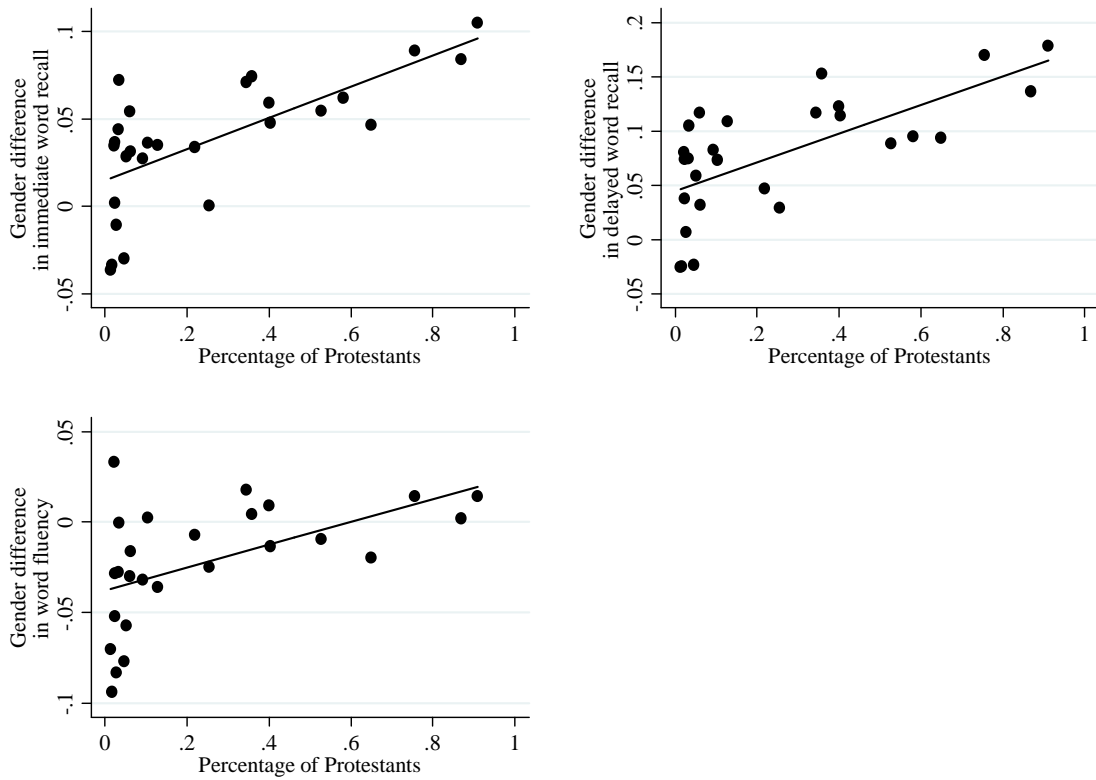 Gender difference
in immediate word recall
.1
.05
0
-.05
0 .2 .4 .6 .8 1
Percentage of Protestants
Gender difference
in delayed word recall
.2
.15
.1
.05
0
-.05
0 .2 .4 .6 .8 1
Percentage of Protestants
Gender difference
in word fluency
.05
0
-.05
-.1
0 .2 .4 .6 .8 1
Percentage of Protestants